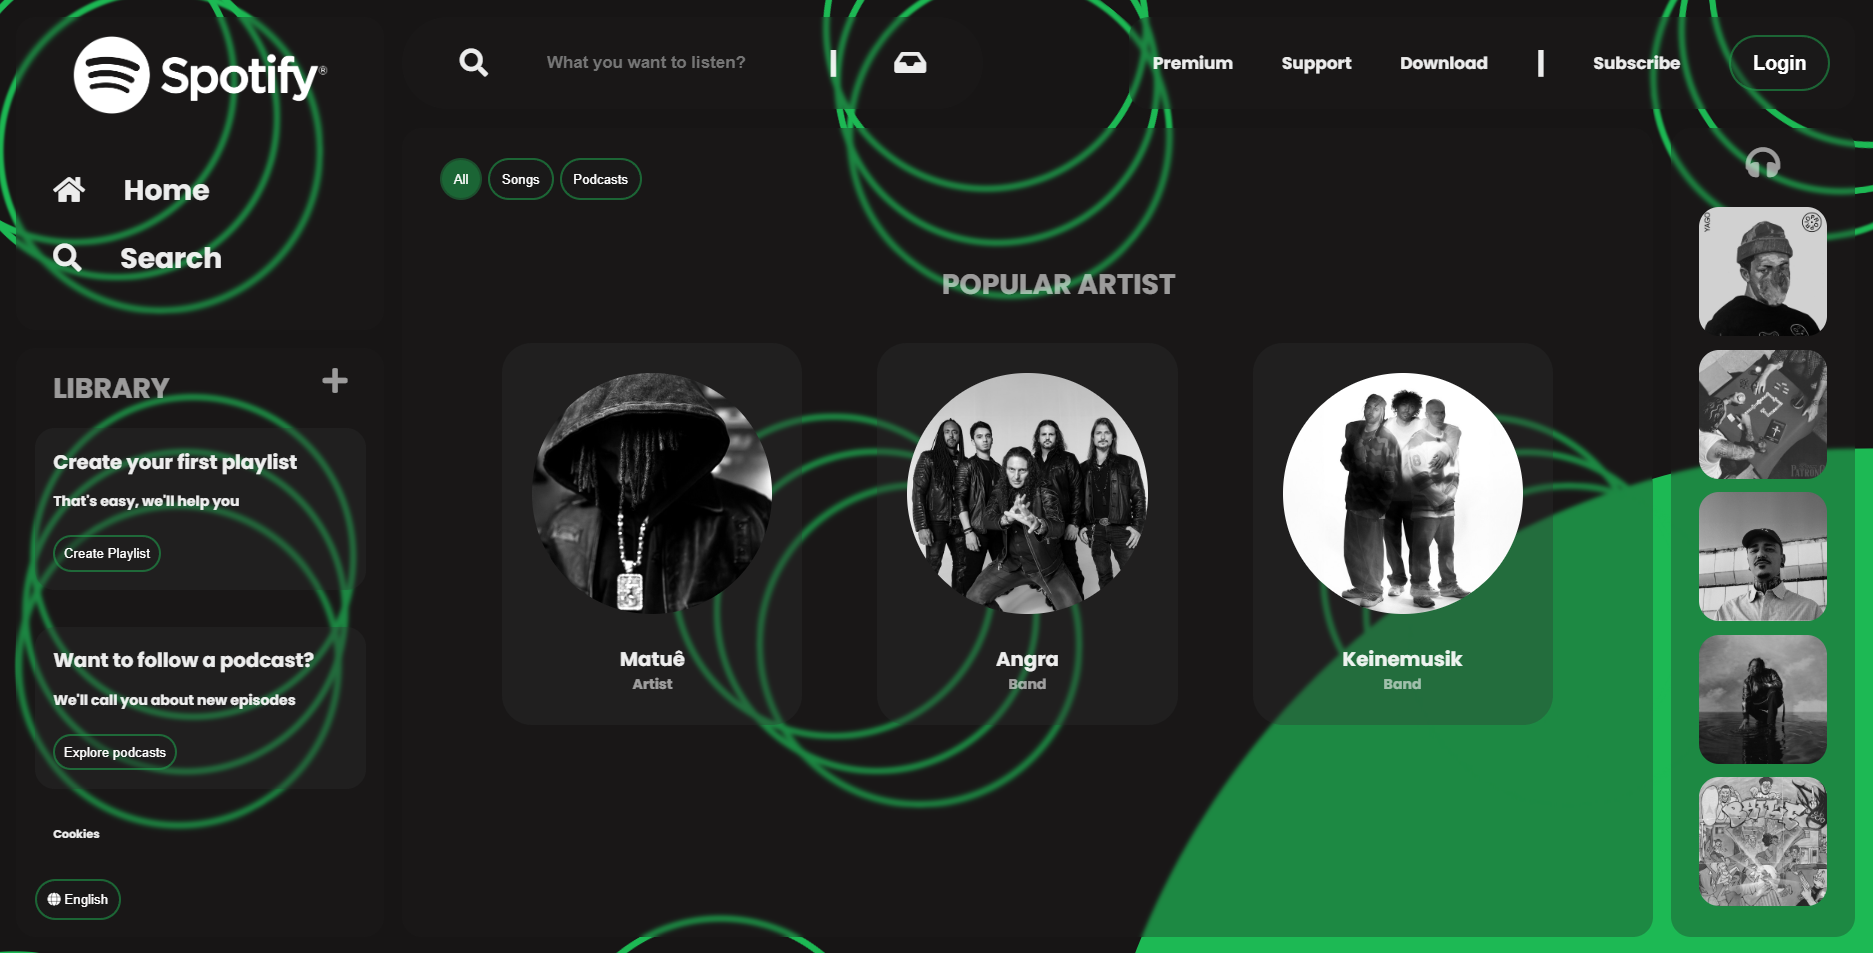 Spotify®
Home
Search
LIBRARY
Create your first playlist
That's easy, we'll help you
Create Playlist
Want to follow a podcast?
We'll call you about new episodes
Explore podcasts
Cookies
English
What you want to listen?
Premium
Support
Download
Subscribe
Login
All
Songs
Podcasts
POPULAR ARTIST
Matuê
Artist
Angra
Band
Keinemusik
Band
YAGO